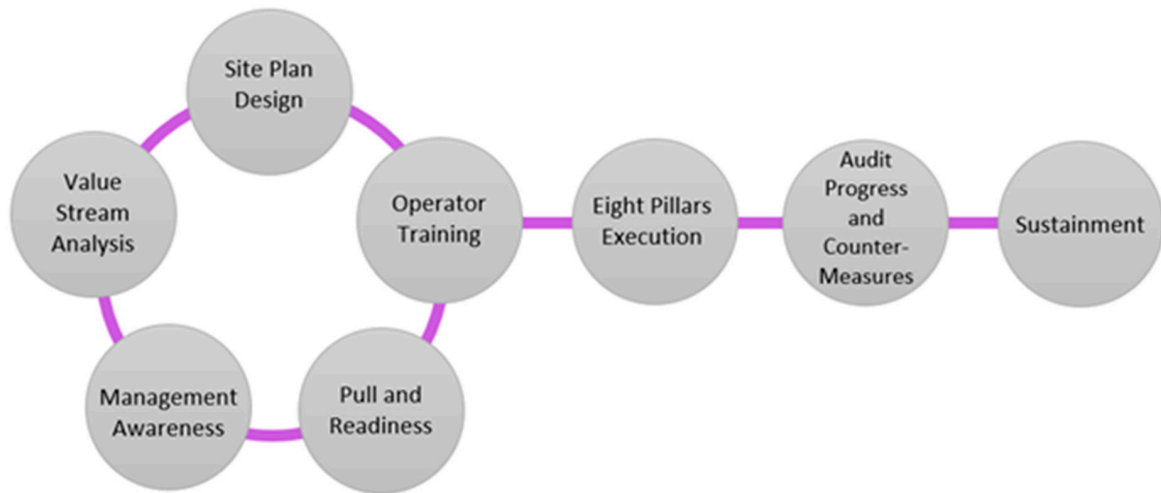 Site Plan
Design
Value
Stream
Analysis
Operator
Training
Eight Pillars
Execution
Audit
Progress
and
Counter-
Measures
Sustainment
Management
Awareness
Pull and
Readiness